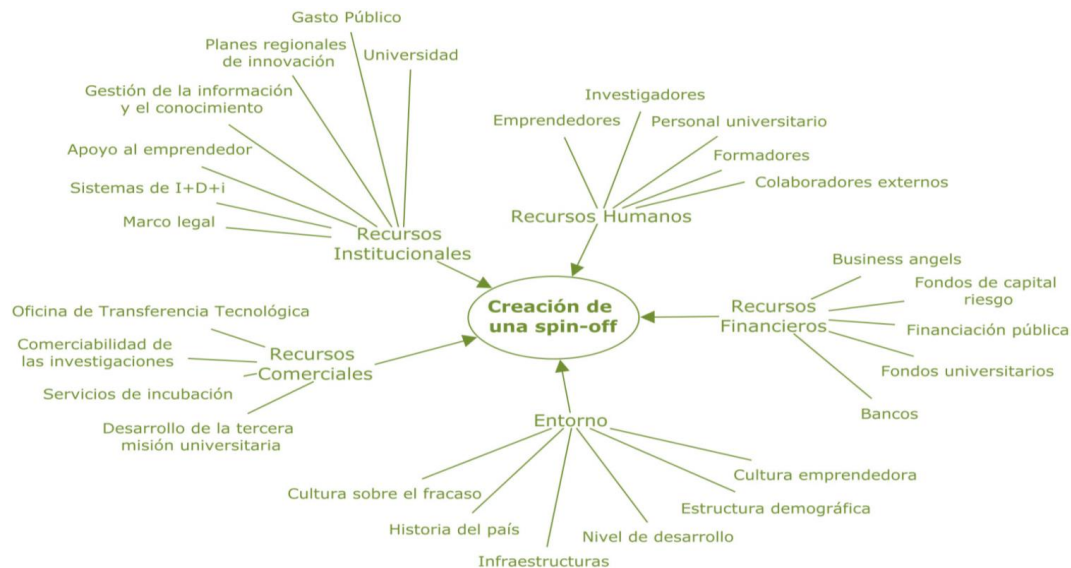 Gasto Público
Planes regionales
de innovación
Universidad
Gestión de la información
y el conocimiento
Apoyo al emprendedor
Sistemas de I+D+i
Marco legal
Recursos
Institucionales
Investigadores
Emprendedores
Personal universitario
Formadores
Colaboradores externos
Recursos Humanos
Creación de
una spin-off
Business angels
Fondos de capital
riesgo
Recursos
Financieros
Financiación pública
Fondos universitarios
Bancos
Oficina de Transferencia Tecnológica
Comerciabilidad de
las investigaciones
Recursos
Comerciales
Servicios de incubación
Desarrollo de la tercera
misión universitaria
Entorno
Cultura sobre el fracaso
Historia del país
Infraestructuras
Nivel de desarrollo
Estructura demográfica
Cultura emprendedora